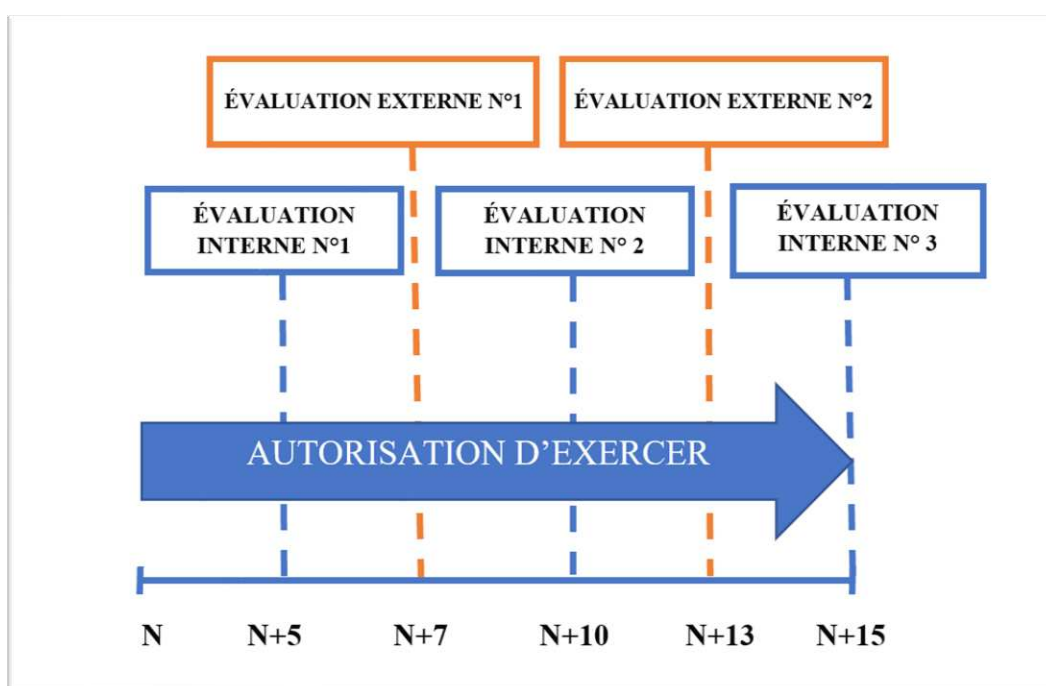 ÉVALUATION EXTERNE N°1
ÉVALUATION EXTERNE N°2
ÉVALUATION
INTERNE N°1
ÉVALUATION
INTERNE N° 2
ÉVALUATION
INTERNE N° 3
AUTORISATION D’EXERCER
N
N+5
N+7
N+10
N+13
N+15